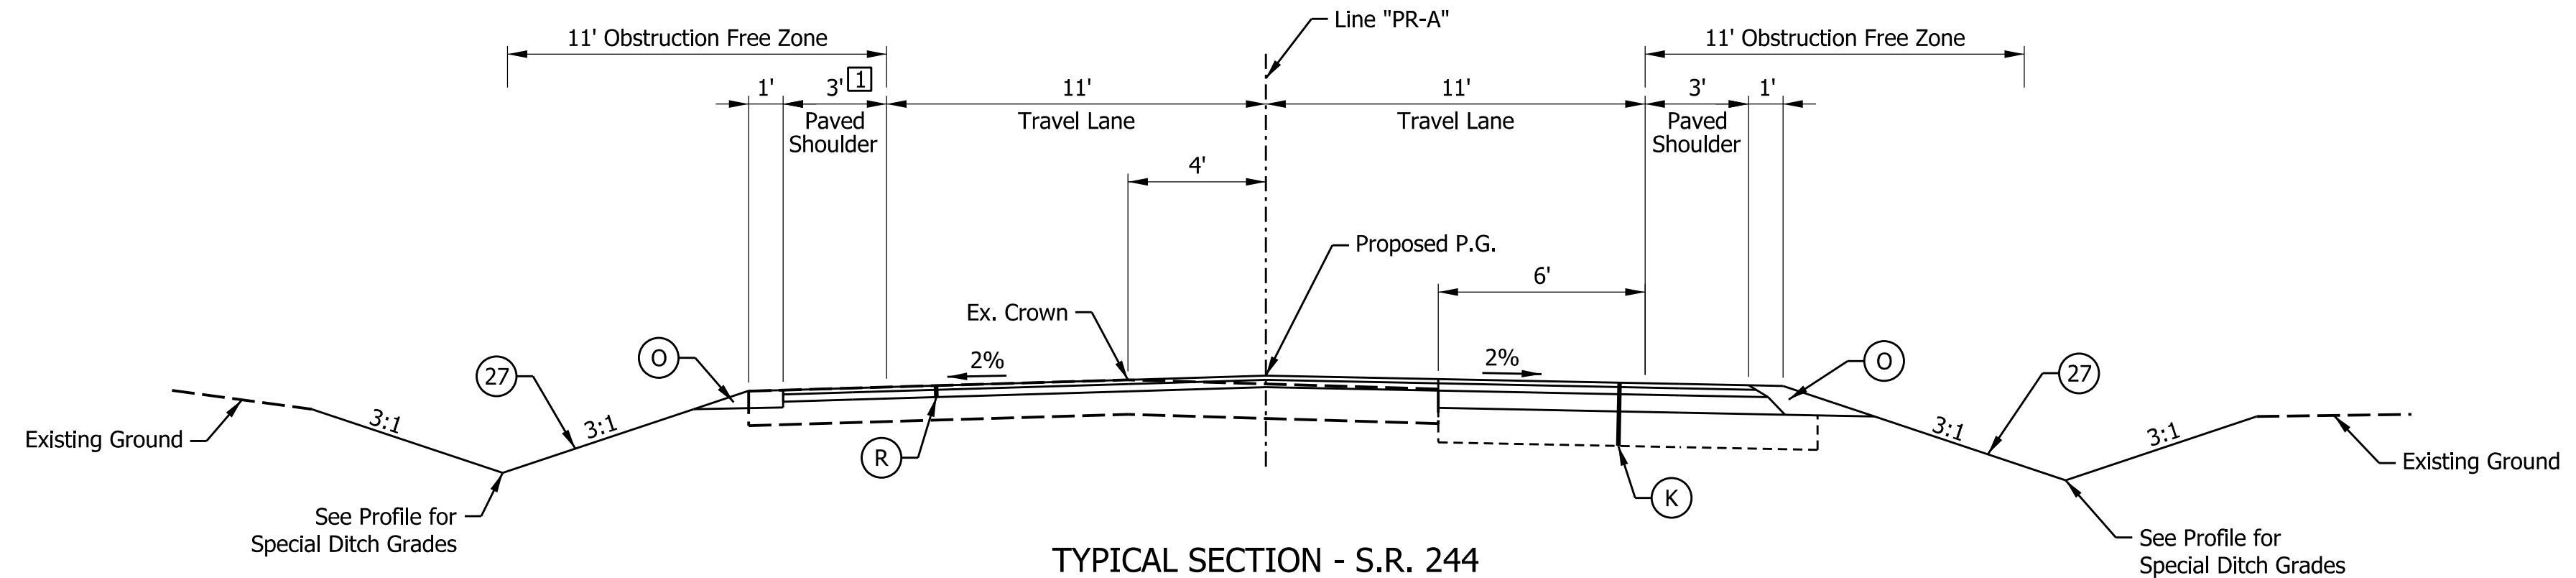 Line "PR-A"
11' Obstruction Free Zone
11' Obstruction Free Zone
1'
3'
1
11'
11'
3'
1'
Paved
Shoulder
Travel Lane
Travel Lane
Paved
Shoulder
4'
Proposed P.G.
6'
Ex. Crown
27
O
2%
2%
O
27
3:1
3:1
3:1
3:1
Existing Ground
R
K
Existing Ground
See Profile for
Special Ditch Grades
See Profile for
Special Ditch Grades
TYPICAL SECTION - S.R. 244